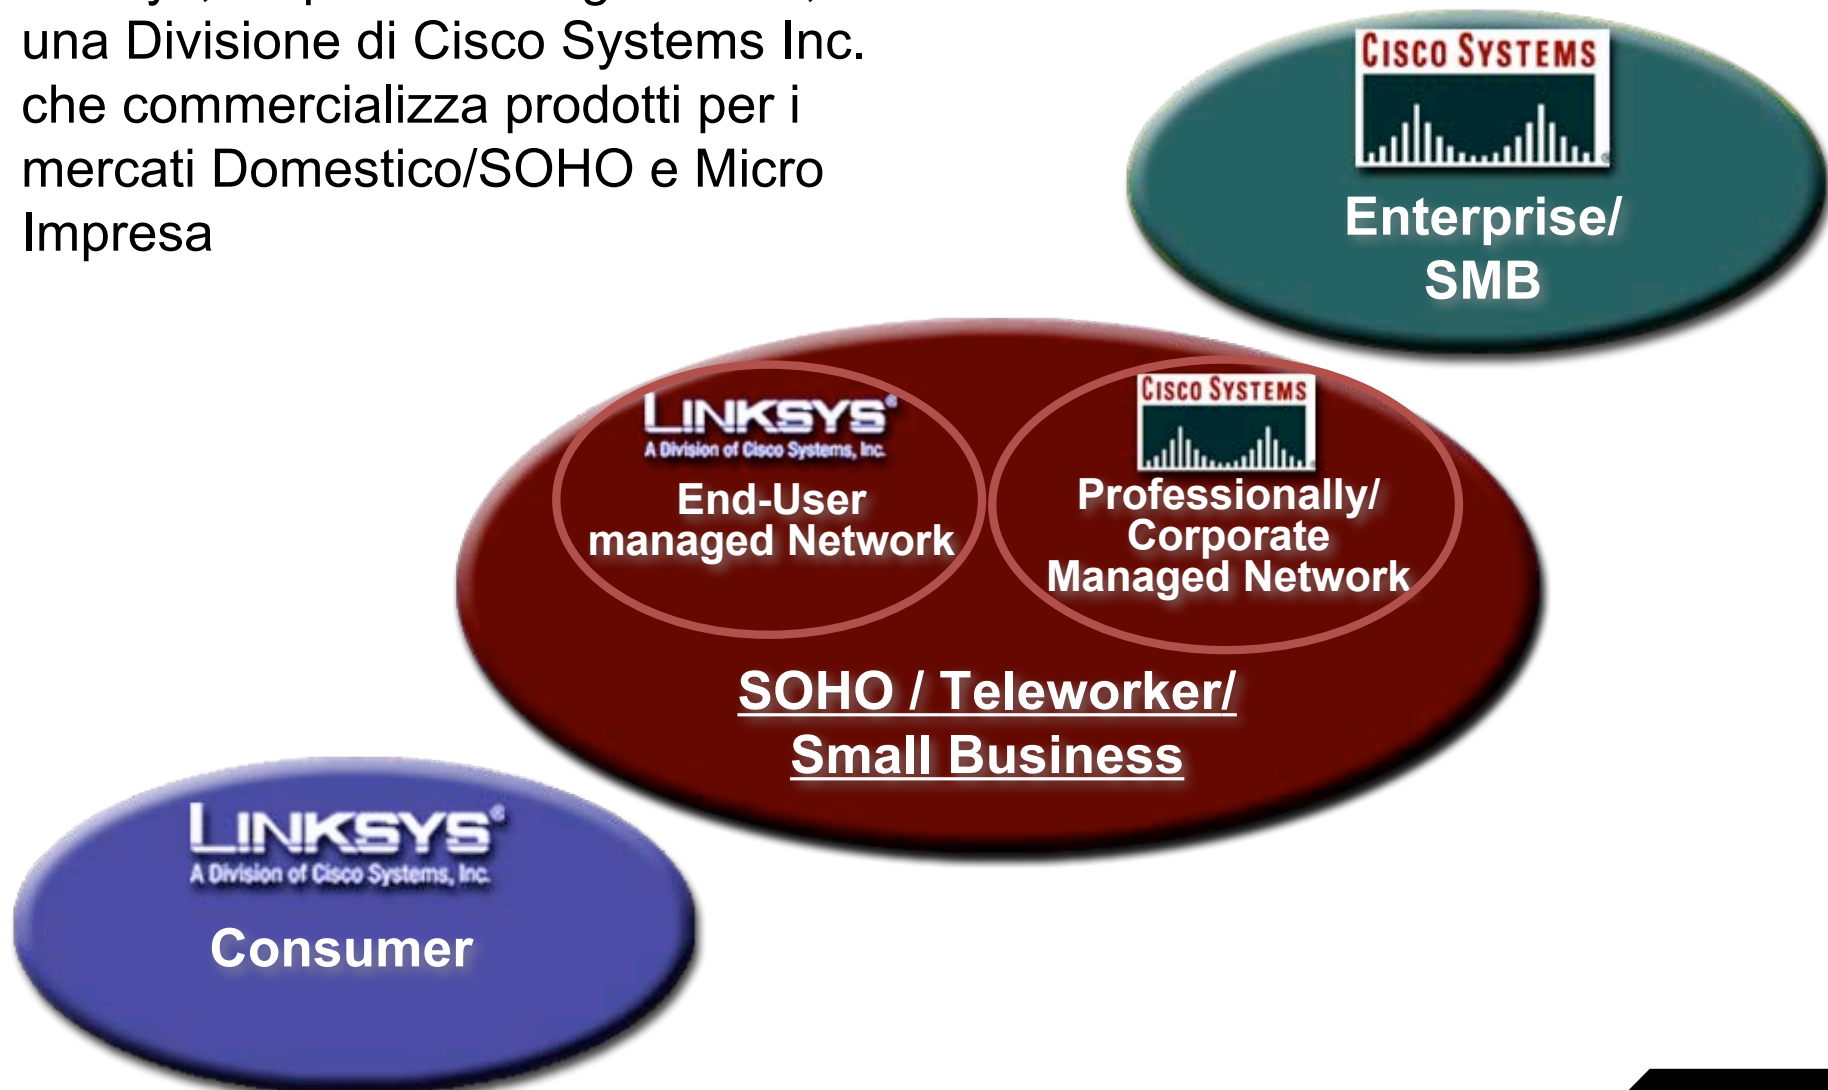 una Divisione di Cisco Systems Inc.
che commercializza prodotti per i
mercati Domestico/SOHO e Micro
Impresa
CISCO SYSTEMS
Enterprise/
SMB
LINKSYS®
A Division of Cisco Systems, Inc.
End-User
managed Network
CISCO SYSTEMS
Professionally/
Corporate
Managed Network
SOHO / Teleworker/
Small Business
LINKSYS®
A Division of Cisco Systems, Inc.
Consumer